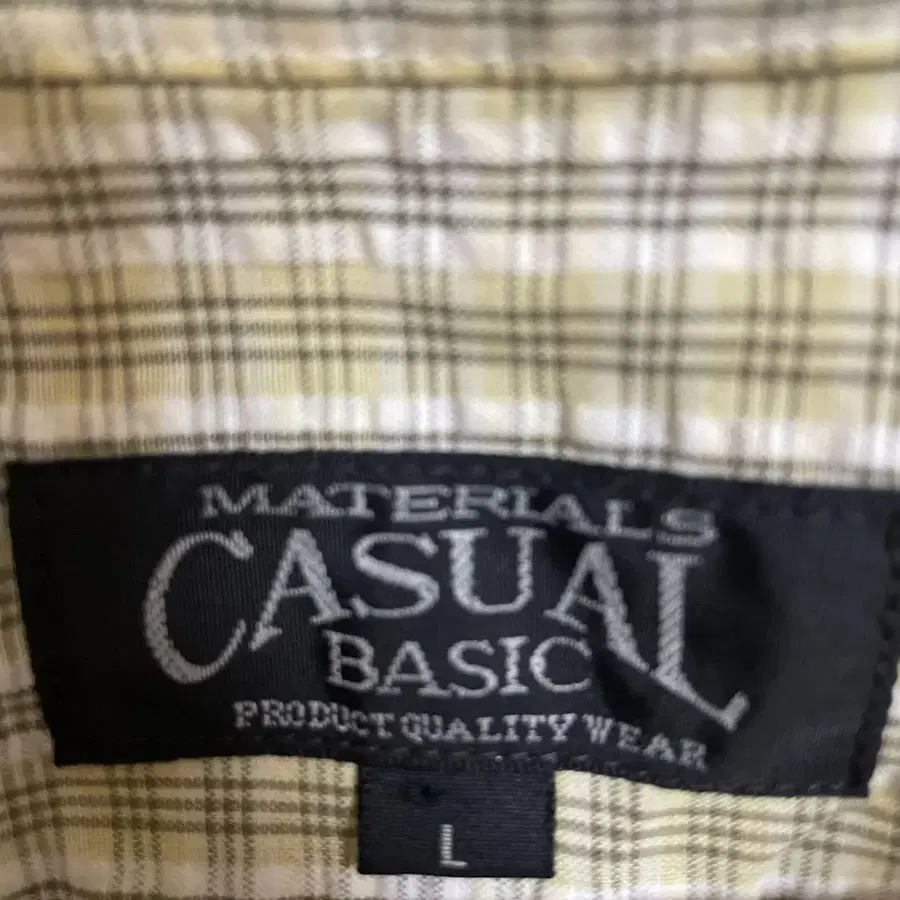 MATERIALS
CASUAL
BASIC
PRODUCT QUALITY WEAR
L